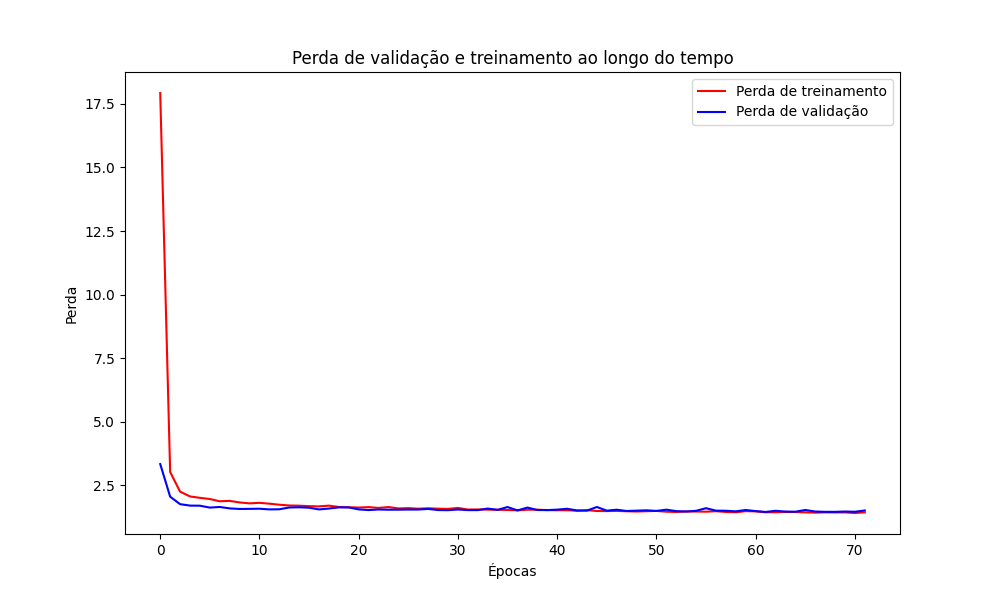 Perda de validação e treinamento ao longo do tempo
Perda de treinamento
Perda de validação
17.5
15.0
12.5
10.0
7.5
5.0
2.5
Perda
0 10 20 30 40 50 60 70
Épocas